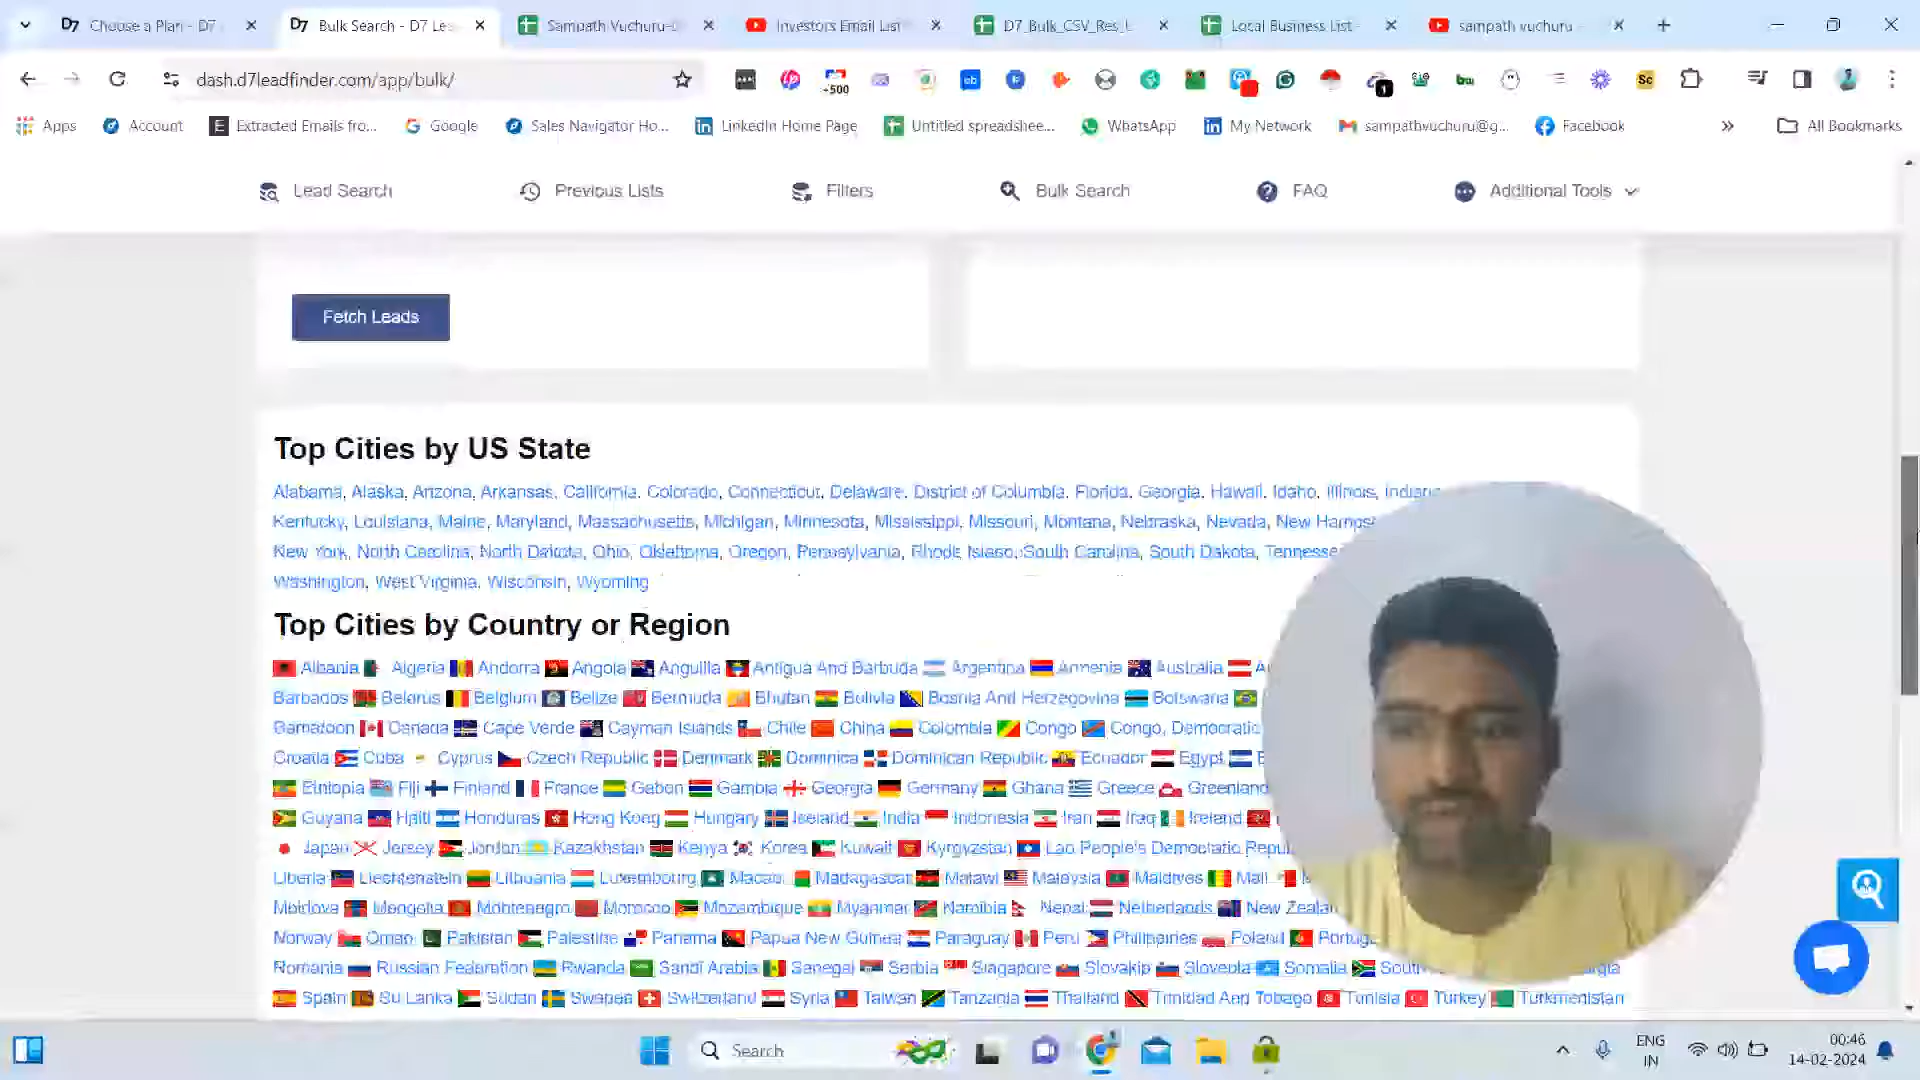 Choose a Plan - D7
Bulk Search - D7 Lea
Sampath Vuchuru-
Investors Email List
D7_Bulk_CSV_Res_
Local Business List -
sampath vuchuru -
dash.d7leadfinder.com/app/bulk/
+500
Sc
1
Apps
Account
Extracted Emails fro...
Google
Sales Navigator Ho...
LinkedIn Home Page
Untitled spreadshee...
WhatsApp
My Network
sampathvuchuru@g...
Facebook
All Bookmarks
Lead Search
Previous Lists
Filters
Bulk Search
FAQ
Additional Tools
Fetch Leads
Top Cities by US State
Alabama, Alaska, Arizona, Arkansas, California, Colorado, Connecticut, Delaware, District of Columbia, Florida, Georgia, Hawaii, Idaho, Illinois, Indiana
Kentucky, Louisiana, Maine, Maryland, Massachusetts, Michigan, Minnesota, Mississippi, Missouri, Montana, Nebraska, Nevada, New Hamps
New York, North Carolina, North Dakota, Ohio, Oklahoma, Oregon, Pennsylvania, Rhode Island, South Carolina, South Dakota, Tennessee
Washington, West Virginia, Wisconsin, Wyoming
Top Cities by Country or Region
Albania Algeria Andorra Angola Anguilla Antigua And Barbuda Argentina Armenia Australia
Barbados Belarus Belgium Belize Bermuda Bhutan Bolivia Bosnia And Herzegovina Botswana
Cameroon Canada Cape Verde Cayman Islands Chile China Colombia Congo Congo, Democratic
Croatia Cuba Cyprus Czech Republic Denmark Dominica Dominican Republic Ecuador Egypt
Ethiopia Fiji Finland France Gabon Gambia Georgia Germany Ghana Greece Greenland
Guyana Haiti Honduras Hong Kong Hungary Iceland India Indonesia Iran Iraq Ireland
Japan Jersey Jordan Kazakhstan Kenya Korea Kuwait Kyrgyzstan Lao People's Democratic Repu
Liberia Liechtenstein Lithuania Luxembourg Macau Madagascar Malawi Malaysia Maldives Mali
Moldova Mongolia Montenegro Morocco Mozambique Myanmar Namibia Nepal Netherlands New Zeala
Norway Oman Pakistan Palestine Panama Papua New Guinea Paraguay Peru Philippines Poland Portug
Romania Russian Federation Rwanda Saudi Arabia Senegal Serbia Singapore Slovakia Slovenia Somalia South
Spain Sri Lanka Sudan Sweden Switzerland Syria Taiwan Tanzania Thailand Trinidad And Tobago Tunisia Turkey Turkmenistan
Search
ENG
IN
00:46
14-02-2024